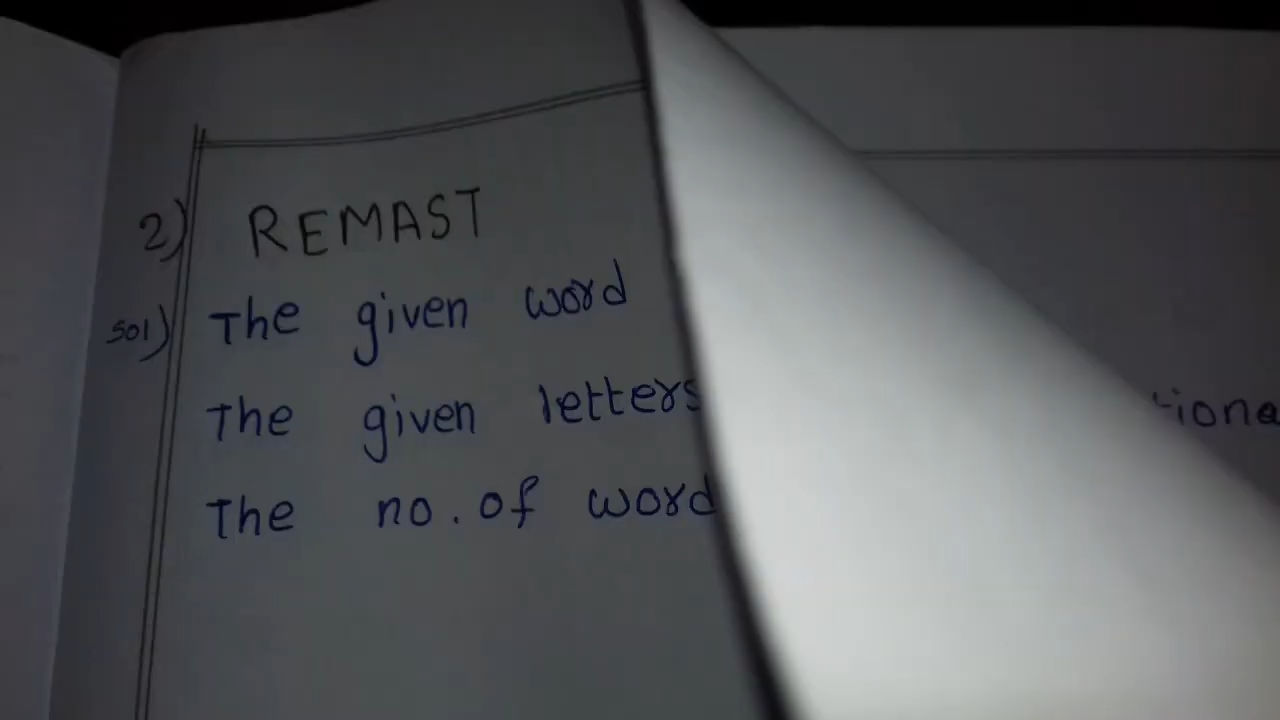 2) REMAST
sol) The given word
The given letters
The no. of word